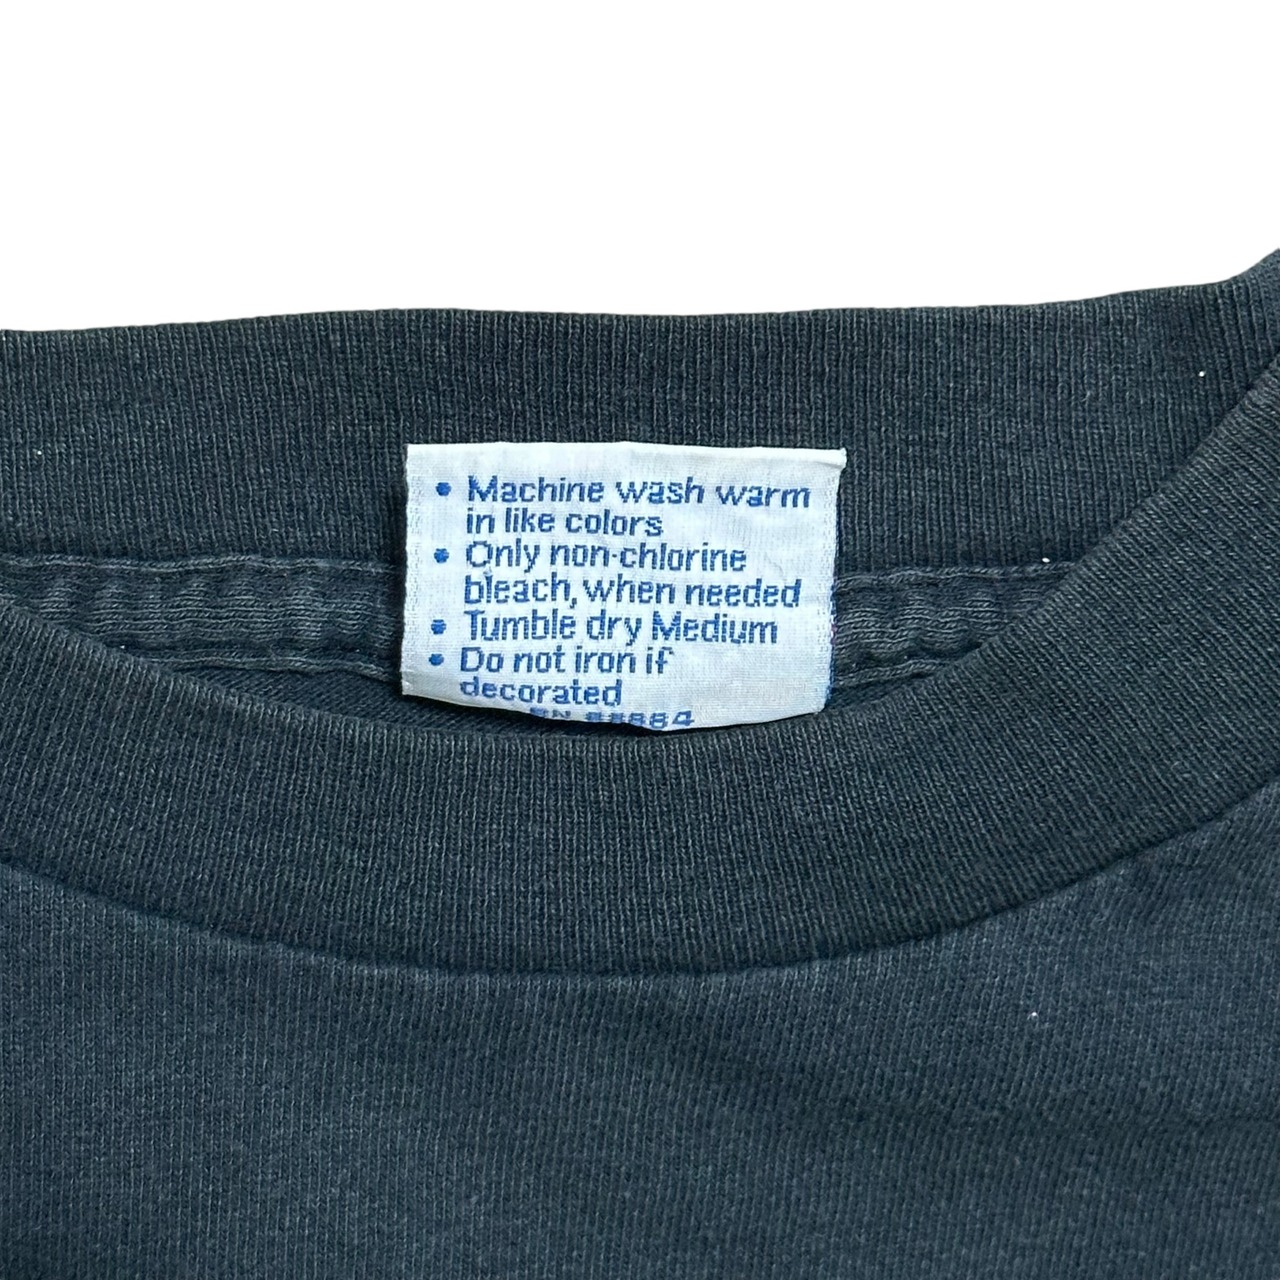 • Machine wash warm
in like colors
• Only non-chlorine
bleach, when needed
• Tumble dry Medium
• Do not iron if
decorated